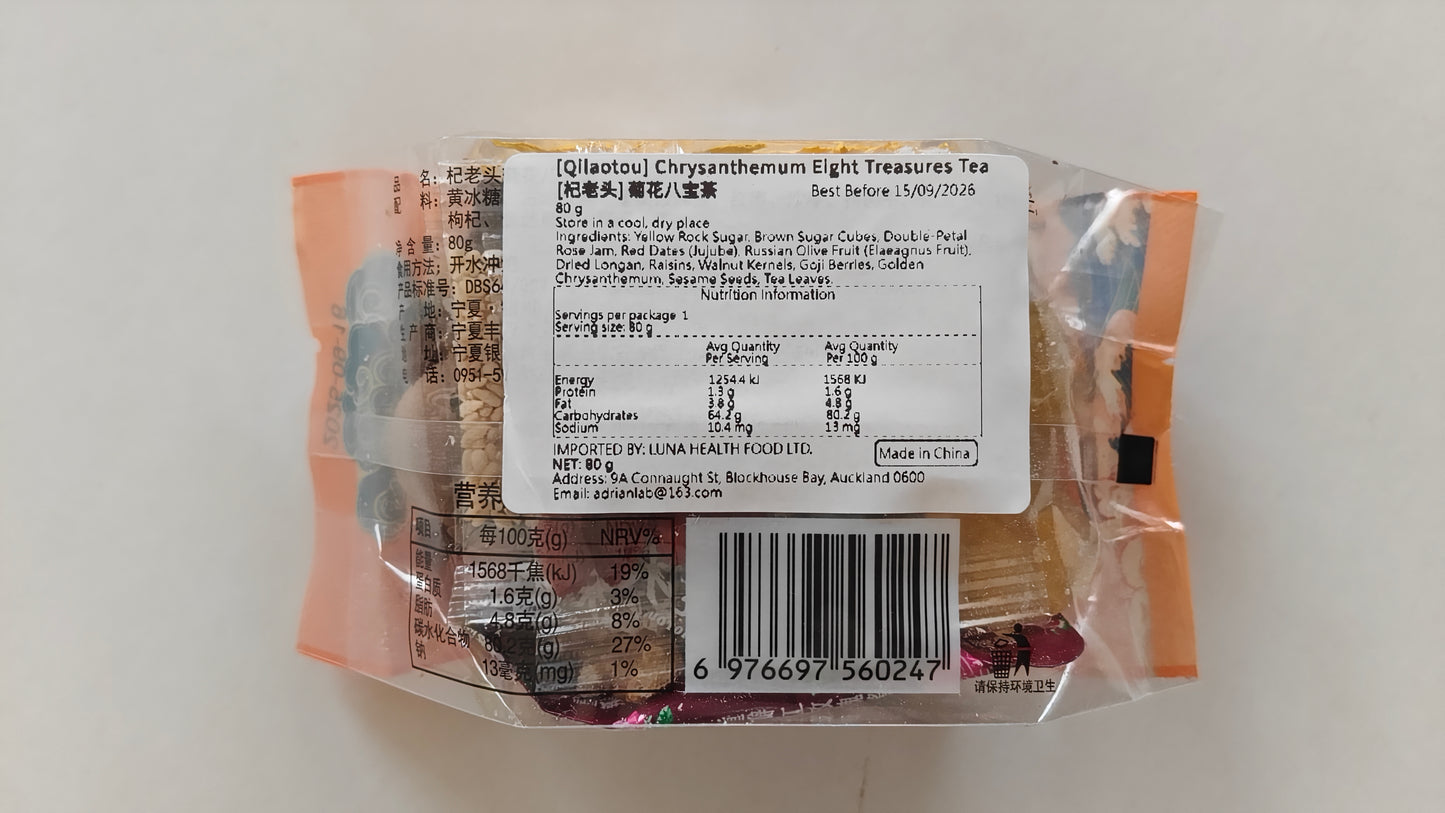 [Qilaotou] Chrysanthemum Eight Treasures Tea
[杞老头] 菊花八宝茶 Best Before 15/09/2026
80 g
Store in a cool, dry place
Ingredients: Yellow Rock Sugar, Brown Sugar Cubes, Double-Petal
Rose Jam, Red Dates (Jujube), Russian Olive Fruit (Elaeagnus Fruit),
Dried Longan, Raisins, Walnut Kernels, Goji Berries, Golden
Chrysanthemum, Sesame Seeds, Tea Leaves.
Nutrition Information
Servings per package 1
Serving size: 80 g
Avg Quantity Avg Quantity
Per Serving Per 100 g
Energy 1254.4 kJ 1568 KJ
Protein 1.3 g 1.6 g
Fat 3.8 g 4.8 g
Carbohydrates 64.2 g 80.2 g
Sodium 10.4 mg 13 mg
IMPORTED BY: LUNA HEALTH FOOD LTD.
Made in China
NET: 80 g
Address: 9A Connaught St, Blockhouse Bay, Auckland 0600
Email: adrianlab@163.com
品 名: 杞老头
配 料: 黄冰糖
枸杞、
净含量: 80g
食用方法: 开水冲
产品标准号: DBS64
产 地: 宁夏·
生 产 商: 宁夏丰
地 址: 宁夏银
电 话: 0951-5
营养
项目 每100克(g) NRV%
能量 1568千焦(kJ) 19%
蛋白质 1.6克(g) 3%
脂肪 4.8克(g) 8%
碳水化合物 80.2克(g) 27%
钠 13毫克(mg) 1%
6 976697 560247
请保持环境卫生